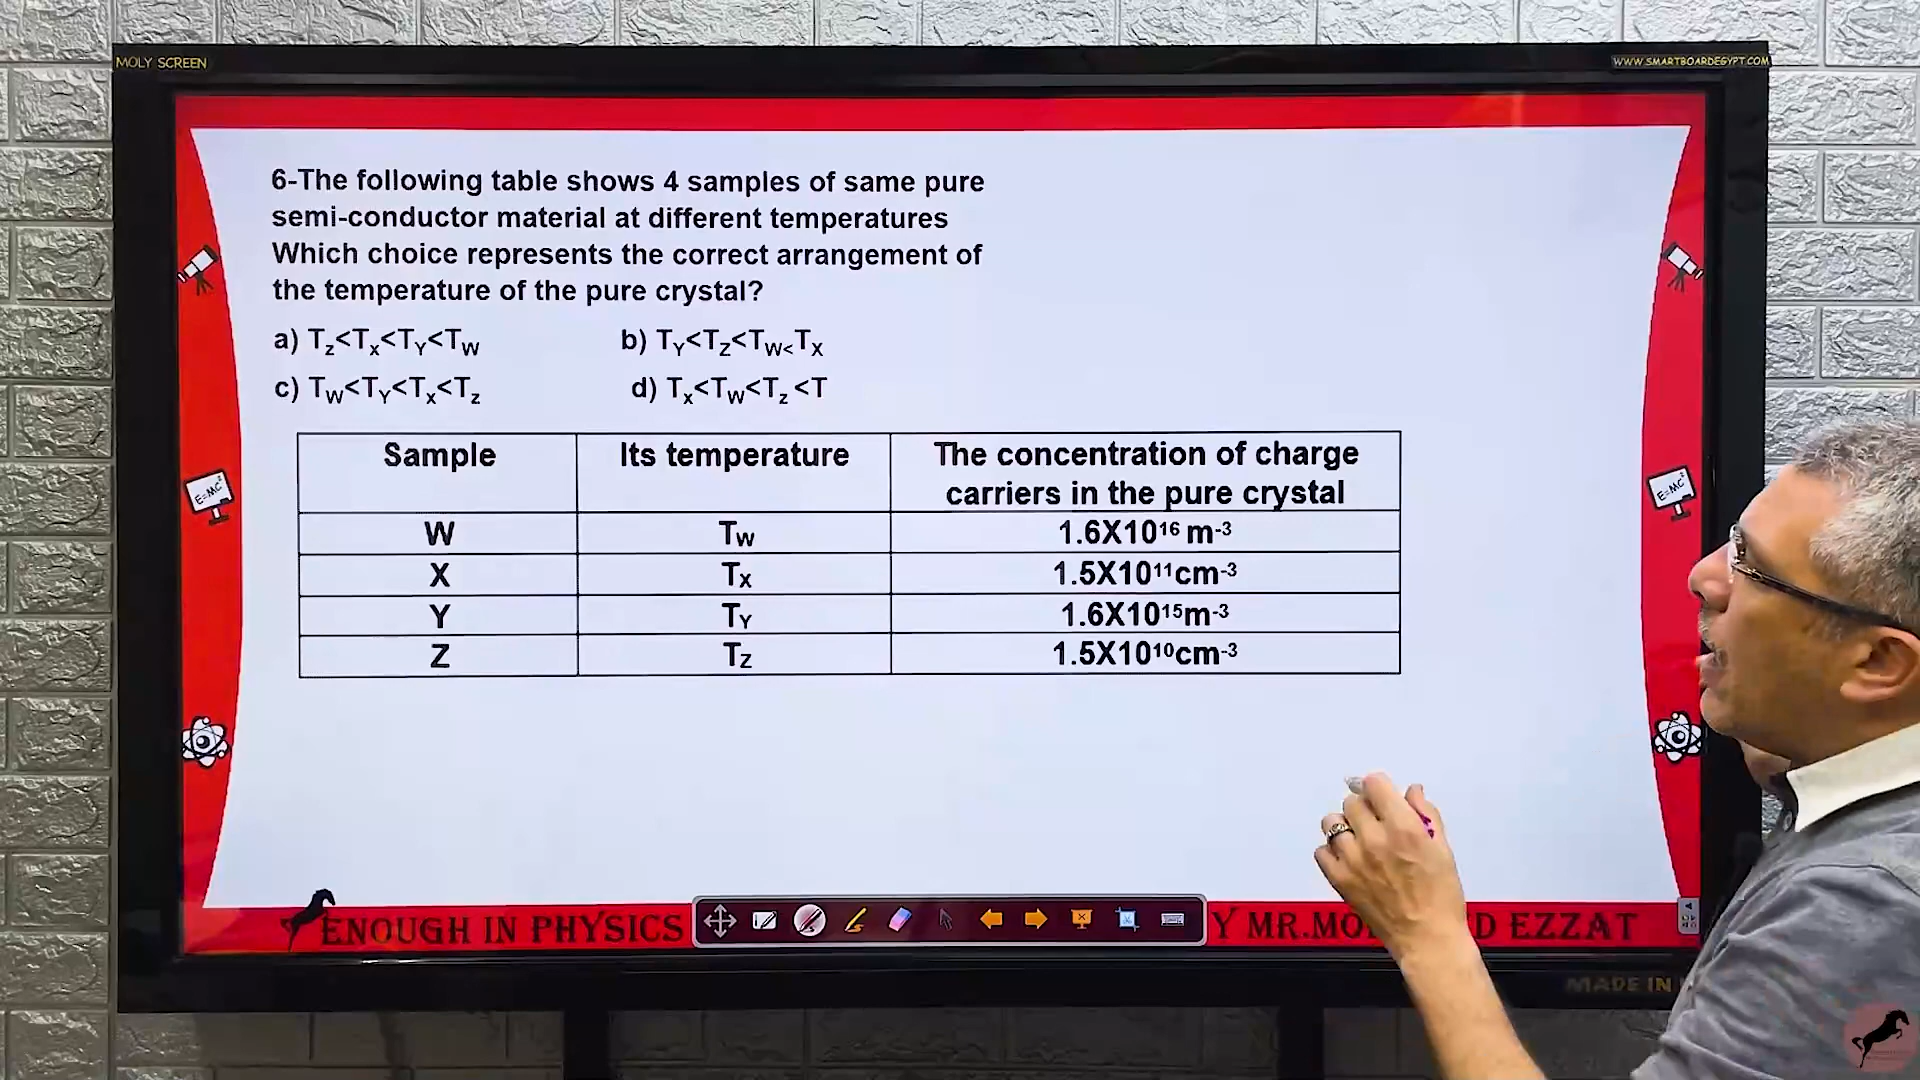 MOLY SCREEN
WWW.SMARTBOARDEGYPT.COM
6-The following table shows 4 samples of same pure
semi-conductor material at different temperatures
Which choice represents the correct arrangement of
the temperature of the pure crystal?
a) Tz<Tx<TY<TW b) TY<TZ<TW<TX
c) TW<TY<Tx<Tz d) Tx<Tw<Tz <T
Sample Its temperature The concentration of charge
carriers in the pure crystal
W TW 1.6X10¹⁶ m⁻³
X TX 1.5X10¹¹cm⁻³
Y TY 1.6X10¹⁵m⁻³
Z TZ 1.5X10¹⁰cm⁻³
E=MC²
E=MC²
ENOUGH IN PHYSICS Y MR.MO D EZZAT
MADE IN